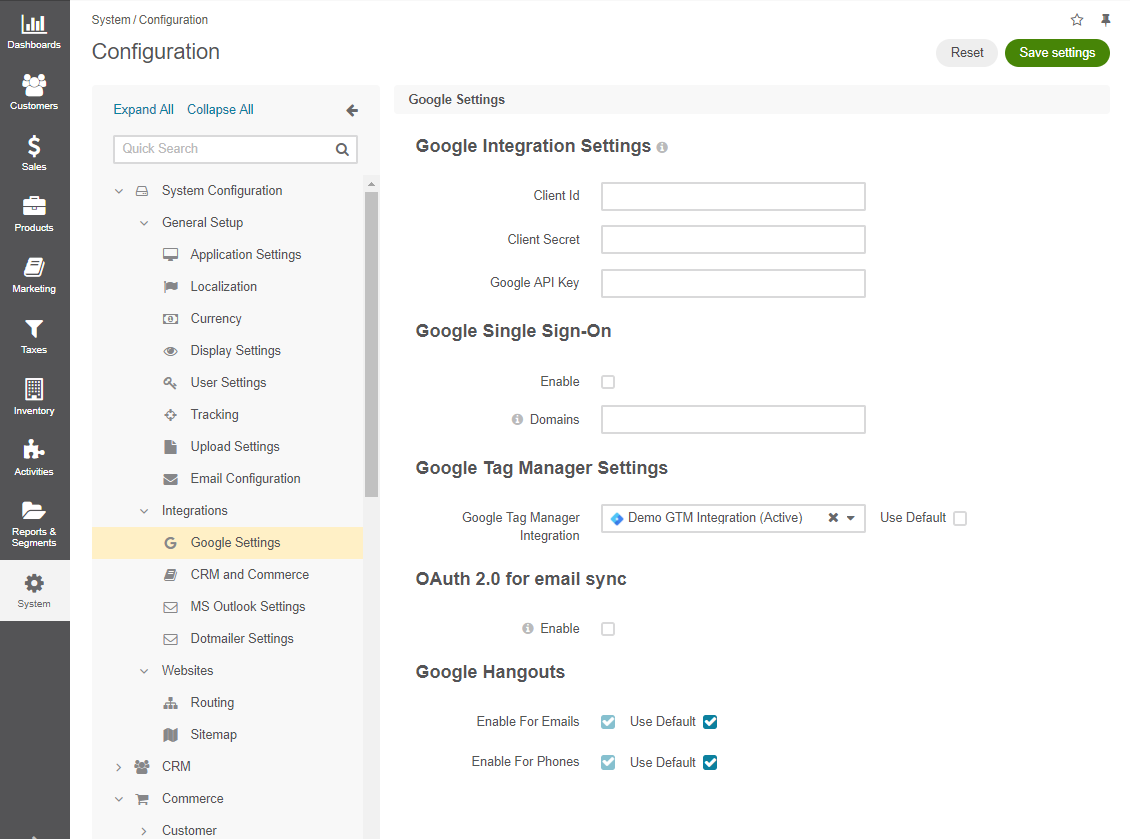 Dashboards
Customers
Sales
Products
Marketing
Taxes
Inventory
Activities
Reports &
Segments
System
System / Configuration
Configuration
Reset
Save settings
Expand All Collapse All
Quick Search
System Configuration
General Setup
Application Settings
Localization
Currency
Display Settings
User Settings
Tracking
Upload Settings
Email Configuration
Integrations
Google Settings
CRM and Commerce
MS Outlook Settings
Dotmailer Settings
Websites
Routing
Sitemap
CRM
Commerce
Customer
Google Settings
Google Integration Settings
Client Id
Client Secret
Google API Key
Google Single Sign-On
Enable
Domains
Google Tag Manager Settings
Google Tag Manager
Integration
Demo GTM Integration (Active)
Use Default
OAuth 2.0 for email sync
Enable
Google Hangouts
Enable For Emails
Use Default
Enable For Phones
Use Default